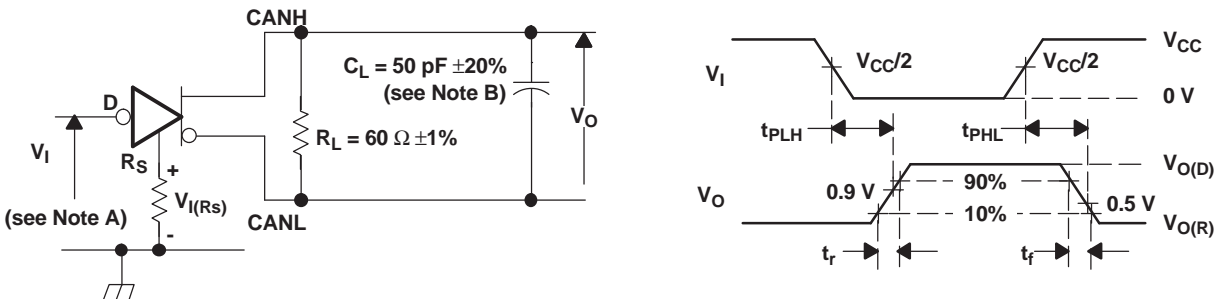 CANH
C_L = 50 pF ±20%
(see Note B)
D
V_O
V_I
R_L = 60 Ω ±1%
R_S
+
V_I(Rs)
(see Note A)
-
CANL
V_CC
V_I
V_CC/2
V_CC/2
0 V
t_PLH
t_PHL
V_O(D)
90%
0.9 V
V_O
0.5 V
10%
V_O(R)
t_r
t_f